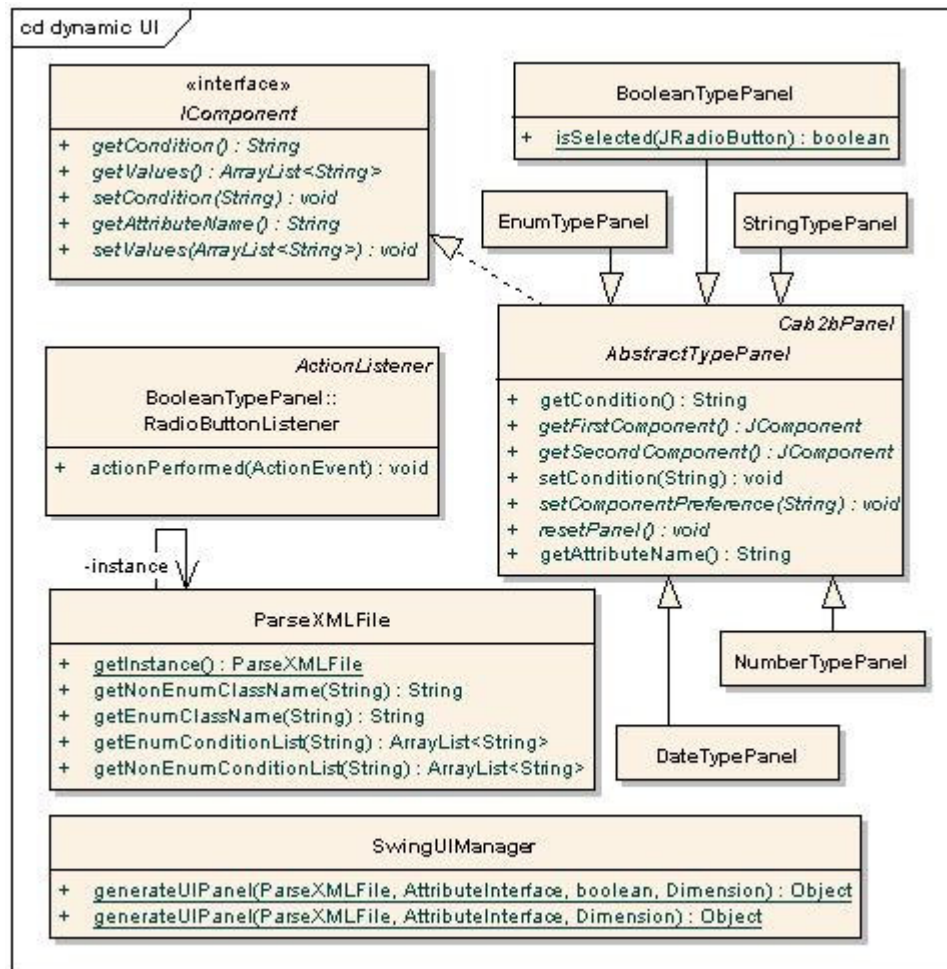 cd dynamic UI
«interface»
IComponent
+ getCondition() : String
+ getValues() : ArrayList<String>
+ setCondition(String) : void
+ getAttributeName() : String
+ setValues(ArrayList<String>) : void
BooleanTypePanel
+ isSelected(JRadioButton) : boolean
EnumTypePanel
StringTypePanel
Cab2bPanel
AbstractTypePanel
+ getCondition() : String
+ getFirstComponent() : JComponent
+ getSecondComponent() : JComponent
+ setCondition(String) : void
+ setComponentPreference(String) : void
+ resetPanel() : void
+ getAttributeName() : String
ActionListener
BooleanTypePanel::
RadioButtonListener
+ actionPerformed(ActionEvent) : void
-instance
ParseXMLFile
+ getInstance() : ParseXMLFile
+ getNonEnumClassName(String) : String
+ getEnumClassName(String) : String
+ getEnumConditionList(String) : ArrayList<String>
+ getNonEnumConditionList(String) : ArrayList<String>
NumberTypePanel
DateTypePanel
SwingUIManager
+ generateUIPanel(ParseXMLFile, AttributeInterface, boolean, Dimension) : Object
+ generateUIPanel(ParseXMLFile, AttributeInterface, Dimension) : Object